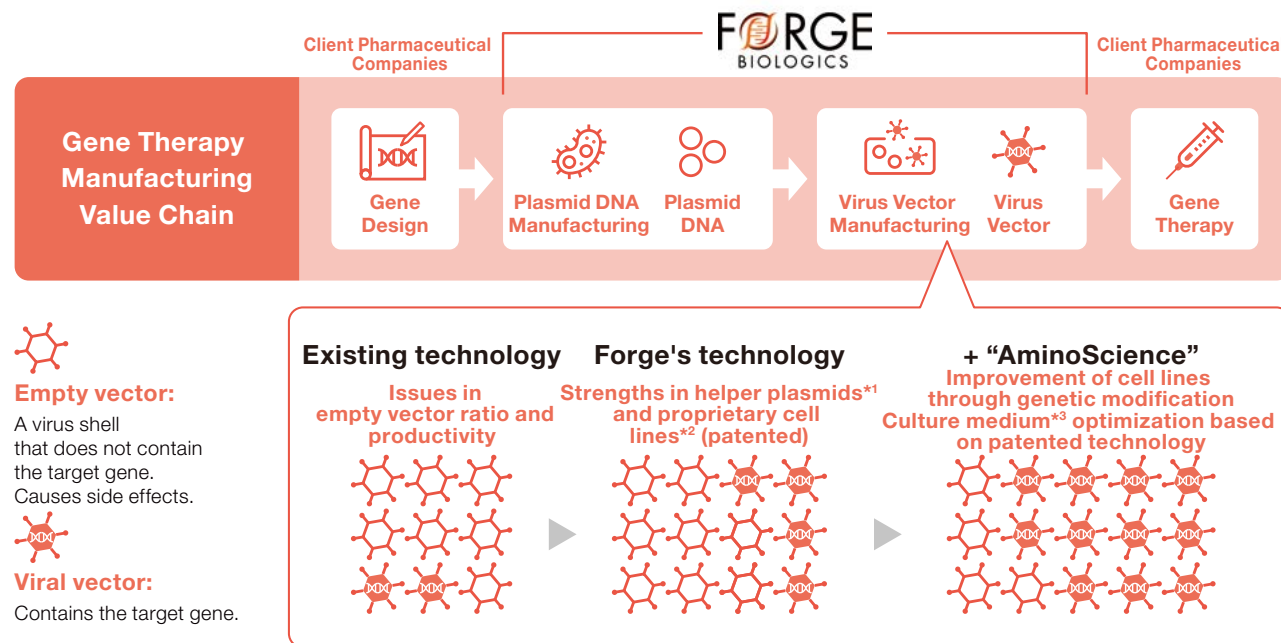 FORGE
BIOLOGICS
Client Pharmaceutical
Companies
Client Pharmaceutica
Companies
Gene Therapy
Manufacturing
Value Chain
Gene
Design
Plasmid DNA
Manufacturing
Plasmid
DNA
Virus Vector
Manufacturing
Virus
Vector
Gene
Therapy
Empty vector:
A virus shell
that does not contain
the target gene.
Causes side effects.
Viral vector:
Contains the target gene.
Existing technology
Issues in
empty vector ratio and
productivity
Forge's technology
Strengths in helper plasmids*1
and proprietary cell
lines*2 (patented)
+ “AminoScience”
Improvement of cell lines
through genetic modification
Culture medium*3 optimization based
on patented technology